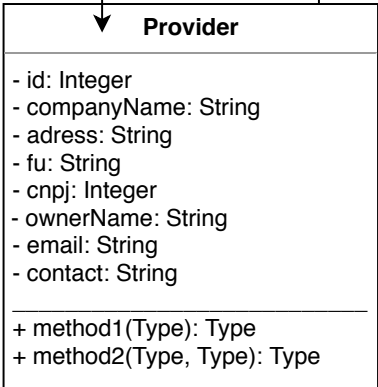 Provider
- id: Integer
- companyName: String
- adress: String
- fu: String
- cnpj: Integer
- ownerName: String
- email: String
- contact: String
+ method1(Type): Type
+ method2(Type, Type): Type